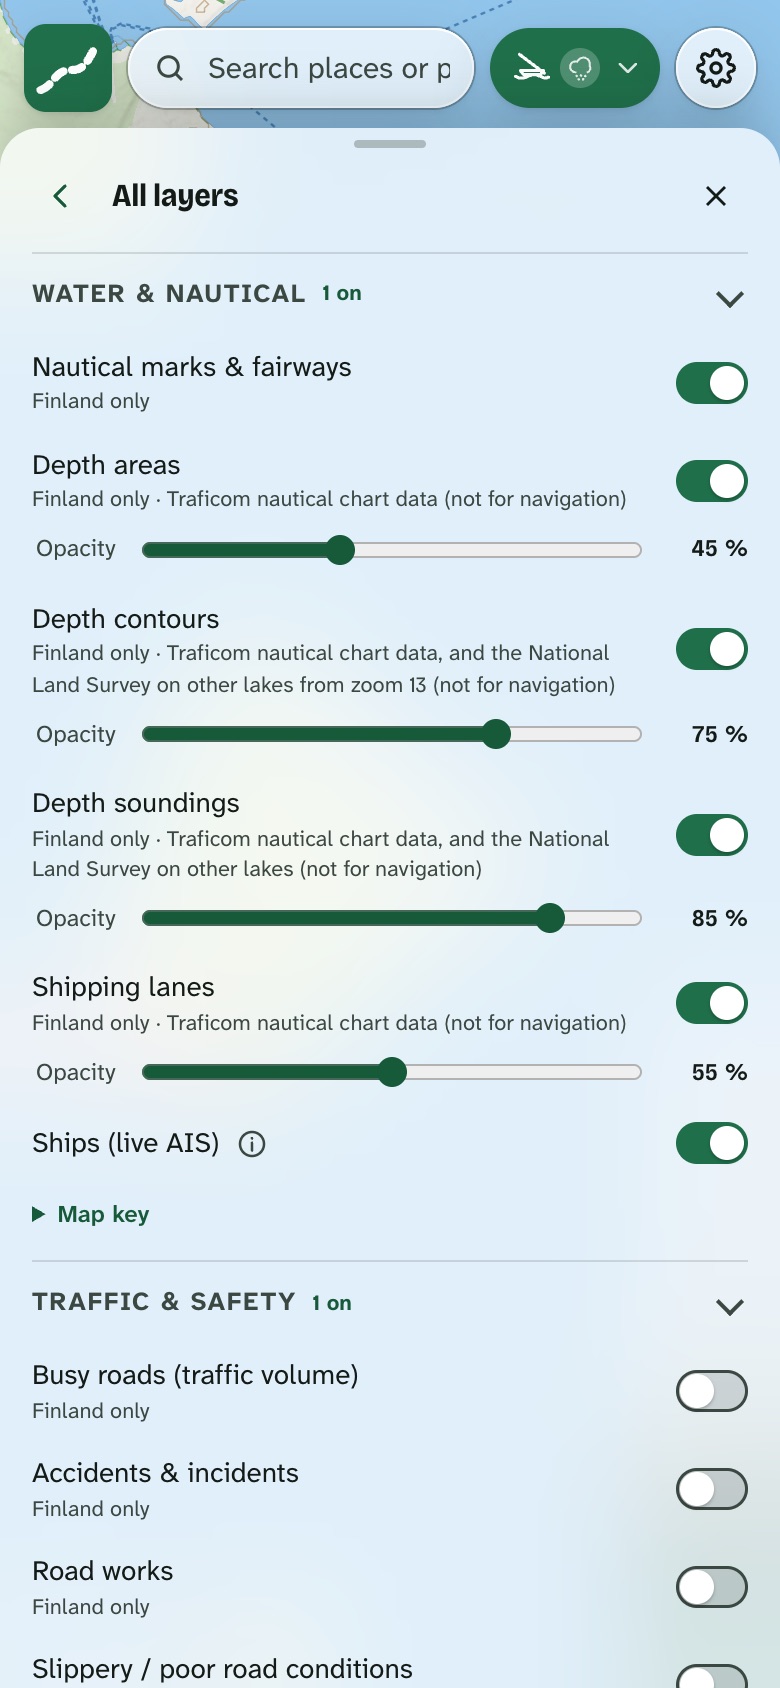 Search places or p
All layers
WATER & NAUTICAL 1 on
Nautical marks & fairways
Finland only
Depth areas
Finland only · Traficom nautical chart data (not for navigation)
Opacity 45 %
Depth contours
Finland only · Traficom nautical chart data, and the National
Land Survey on other lakes from zoom 13 (not for navigation)
Opacity 75 %
Depth soundings
Finland only · Traficom nautical chart data, and the National
Land Survey on other lakes (not for navigation)
Opacity 85 %
Shipping lanes
Finland only · Traficom nautical chart data (not for navigation)
Opacity 55 %
Ships (live AIS)
Map key
TRAFFIC & SAFETY 1 on
Busy roads (traffic volume)
Finland only
Accidents & incidents
Finland only
Road works
Finland only
Slippery / poor road conditions